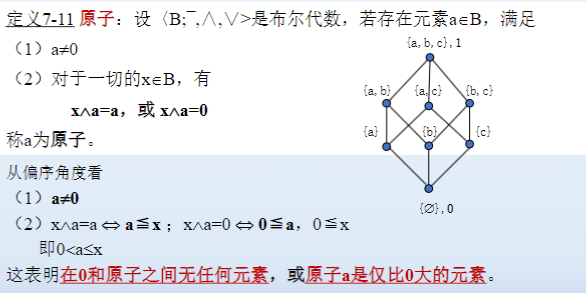 定义7-11 原子：设〈B;‾,∧,∨>是布尔代数，若存在元素a∈B，满足
（1）a≠0
（2）对于一切的x∈B，有
x∧a=a，或 x∧a=0
称a为原子。
{a,b,c},1
{a,b} {a,c} {b,c}
{a} {b} {c}
{∅},0
从偏序角度看
（1）a≠0
（2）x∧a=a ⇔ a≦x ；x∧a=0 ⇔ 0≦a，0≦x
即0<a≤x
这表明在0和原子之间无任何元素，或原子a是仅比0大的元素。